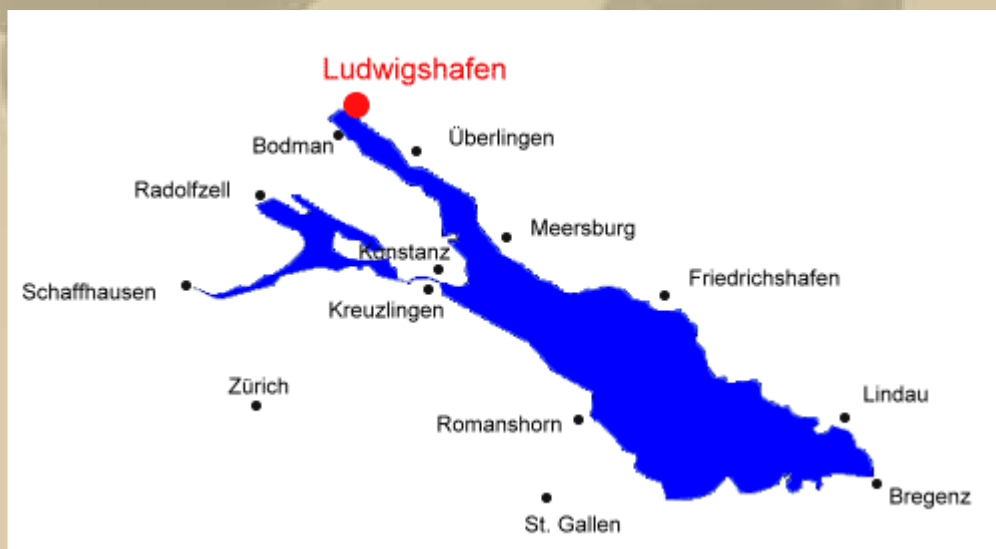 Ludwigshafen
Bodman
Überlingen
Radolfzell
Meersburg
Konstanz
Friedrichshafen
Schaffhausen
Kreuzlingen
Zürich
Lindau
Romanshorn
Bregenz
St. Gallen